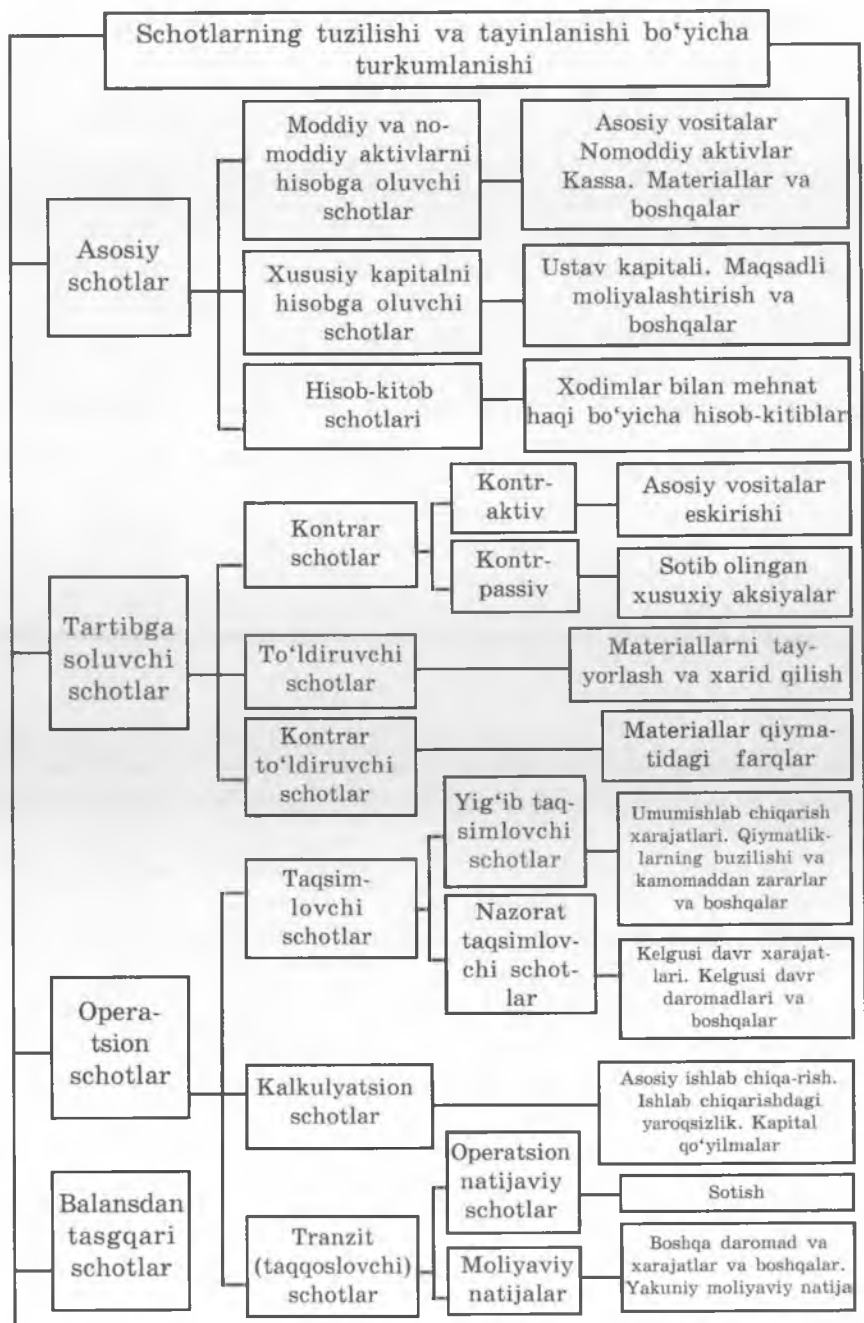 Schotlarning tuzilishi va tayinlanishi bo‘yicha
turkumlanishi
Asosiy
schotlar
Moddiy va no-
moddiy aktivlarni
hisobga oluvchi
schotlar
Asosiy vositalar
Nomoddiy aktivlar
Kassa. Materiallar va
boshqalar
Xususiy kapitalni
hisobga oluvchi
schotlar
Ustav kapitali. Maqsadli
moliyalashtirish va
boshqalar
Hisob-kitob
schotlari
Xodimlar bilan mehnat
haqi bo‘yicha hisob-kitiblar
Tartibga
soluvchi
schotlar
Kontrar
schotlar
Kontr-
aktiv
Asosiy vositalar
eskirishi
Kontr-
passiv
Sotib olingan
xusuxiy aksiyalar
To‘ldiruvchi
schotlar
Materiallarni tay-
yorlash va xarid qilish
Kontrar
to‘ldiruvchi
schotlar
Materiallar qiyma-
tidagi farqlar
Opera-
tsion
schotlar
Taqsim-
lovchi
schotlar
Yig‘ib taq-
simlovchi
schotlar
Umumishlab chiqarish
xarajatlari. Qiymatlik-
larning buzilishi va
kamomaddan zararlar
va boshqalar
Nazorat
taqsimlov-
chi schot-
lar
Kelgusi davr xarajat-
lari. Kelgusi davr
daromadlari va
boshqalar
Kalkulyatsion
schotlar
Asosiy ishlab chiqa-rish.
Ishlab chiqarishdagi
yaroqsizlik. Kapital
qo‘yilmalar
Tranzit
(taqqoslovchi)
schotlar
Operatsion
natijaviy
schotlar
Sotish
Moliyaviy
natijalar
Boshqa daromad va
xarajatlar va boshqalar.
Yakuniy moliyaviy natija
Balansdan
tasgqari
schotlar